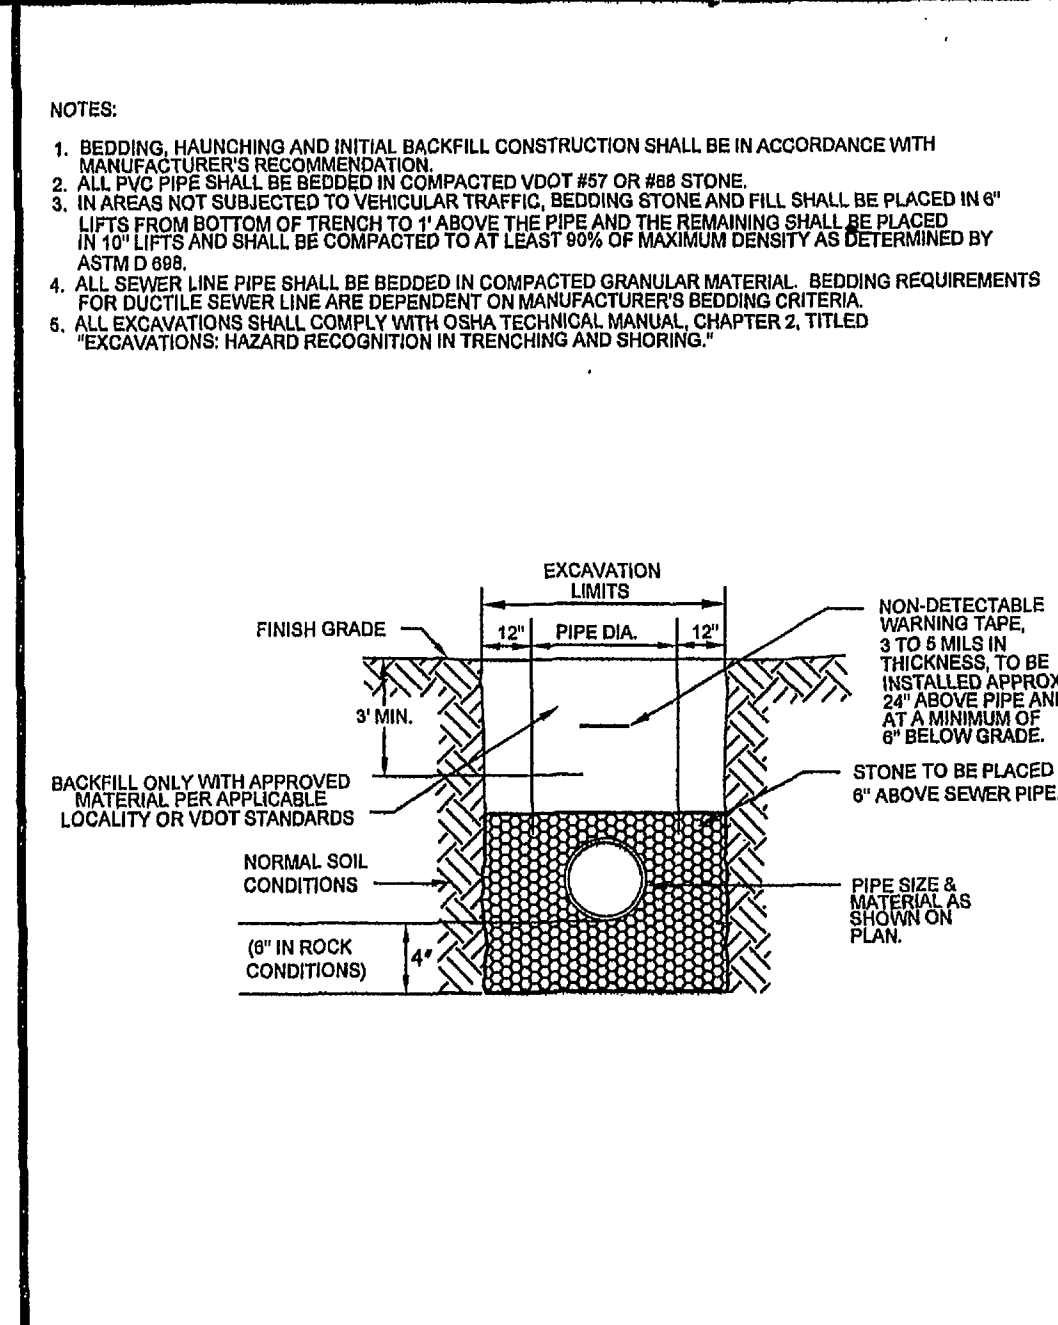 NOTES:
1. BEDDING, HAUNCHING AND INITIAL BACKFILL CONSTRUCTION SHALL BE IN ACCORDANCE WITH
MANUFACTURER'S RECOMMENDATION.
2. ALL PVC PIPE SHALL BE BEDDED IN COMPACTED VDOT #57 OR #68 STONE.
3. IN AREAS NOT SUBJECTED TO VEHICULAR TRAFFIC, BEDDING STONE AND FILL SHALL BE PLACED IN 6"
LIFTS FROM BOTTOM OF TRENCH TO 1' ABOVE THE PIPE AND THE REMAINING SHALL BE PLACED
IN 10" LIFTS AND SHALL BE COMPACTED TO AT LEAST 90% OF MAXIMUM DENSITY AS DETERMINED BY
ASTM D 698.
4. ALL SEWER LINE PIPE SHALL BE BEDDED IN COMPACTED GRANULAR MATERIAL. BEDDING REQUIREMENTS
FOR DUCTILE SEWER LINE ARE DEPENDENT ON MANUFACTURER'S BEDDING CRITERIA.
5. ALL EXCAVATIONS SHALL COMPLY WITH OSHA TECHNICAL MANUAL, CHAPTER 2, TITLED
"EXCAVATIONS: HAZARD RECOGNITION IN TRENCHING AND SHORING."
EXCAVATION
LIMITS
12" PIPE DIA. 12"
FINISH GRADE
3' MIN.
NON-DETECTABLE
WARNING TAPE,
3 TO 5 MILS IN
THICKNESS, TO BE
INSTALLED APPROX
24" ABOVE PIPE AND
AT A MINIMUM OF
6" BELOW GRADE.
BACKFILL ONLY WITH APPROVED
MATERIAL PER APPLICABLE
LOCALITY OR VDOT STANDARDS
STONE TO BE PLACED
6" ABOVE SEWER PIPE.
NORMAL SOIL
CONDITIONS
PIPE SIZE &
MATERIAL AS
SHOWN ON
PLAN.
(6" IN ROCK
CONDITIONS)
4"